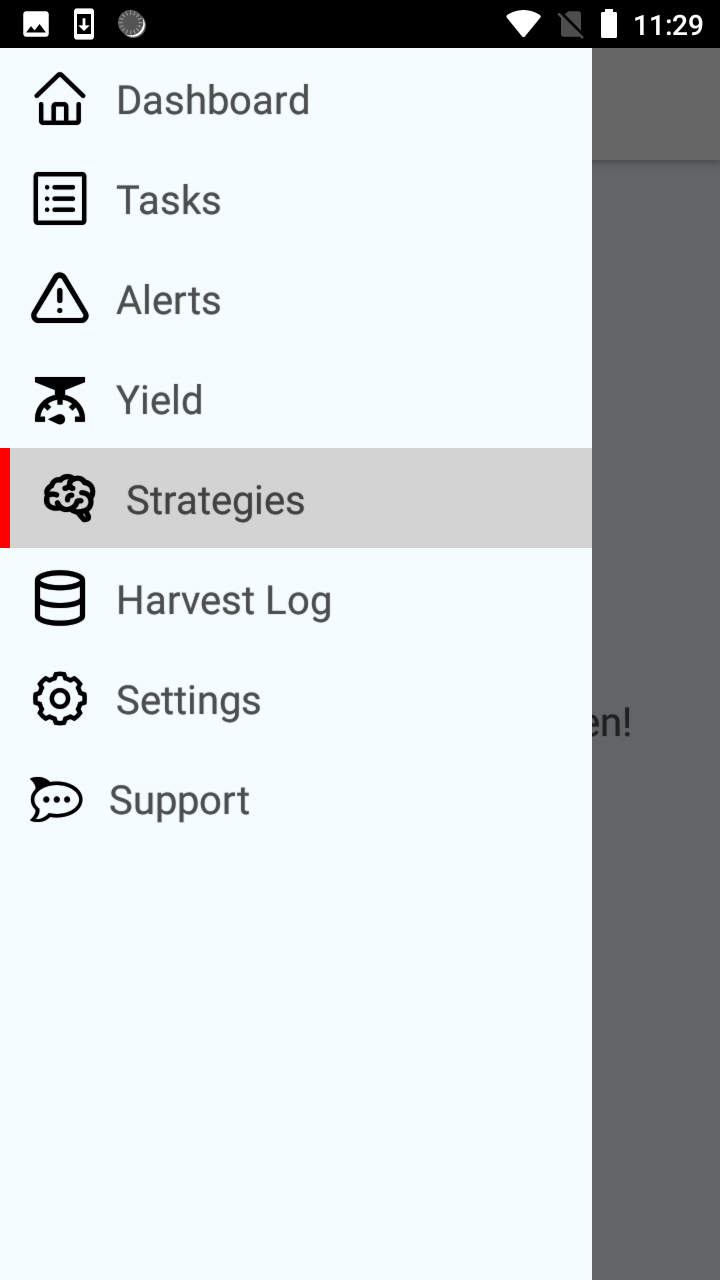 11:29
Dashboard
Tasks
Alerts
Yield
Strategies
Harvest Log
Settings
en!
Support